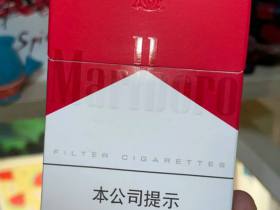 Marlboro
FILTER CIGARETTES
本公司提示